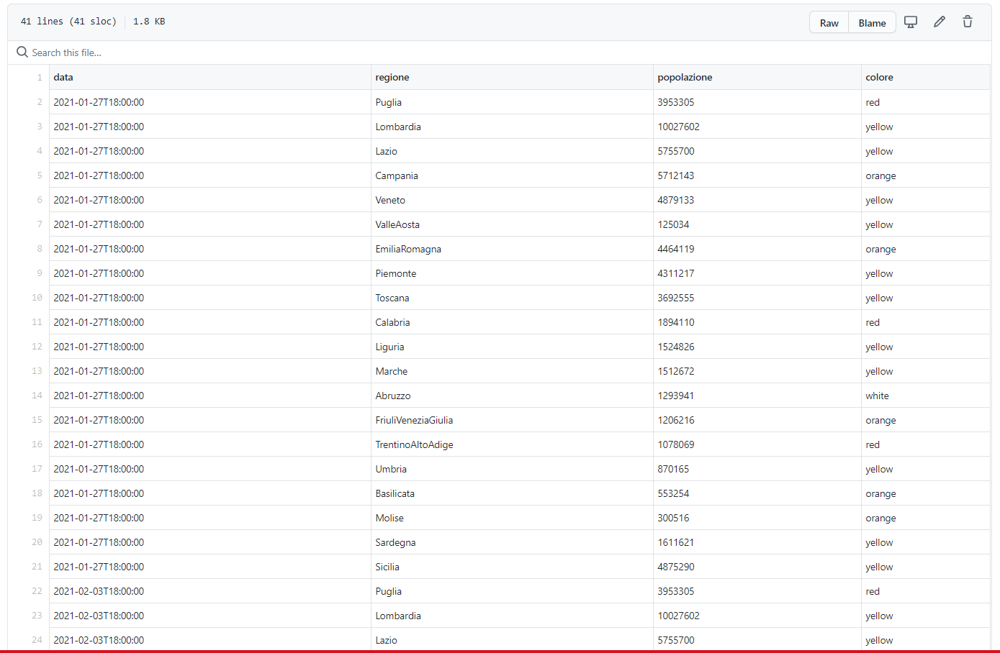 41 lines (41 sloc) 1.8 KB Raw Blame
Search this file...
1 data regione popolazione colore
2 2021-01-27T18:00:00 Puglia 3953305 red
3 2021-01-27T18:00:00 Lombardia 10027602 yellow
4 2021-01-27T18:00:00 Lazio 5755700 yellow
5 2021-01-27T18:00:00 Campania 5712143 orange
6 2021-01-27T18:00:00 Veneto 4879133 yellow
7 2021-01-27T18:00:00 ValleAosta 125034 yellow
8 2021-01-27T18:00:00 EmiliaRomagna 4464119 orange
9 2021-01-27T18:00:00 Piemonte 4311217 yellow
10 2021-01-27T18:00:00 Toscana 3692555 yellow
11 2021-01-27T18:00:00 Calabria 1894110 red
12 2021-01-27T18:00:00 Liguria 1524826 yellow
13 2021-01-27T18:00:00 Marche 1512672 yellow
14 2021-01-27T18:00:00 Abruzzo 1293941 white
15 2021-01-27T18:00:00 FriuliVeneziaGiulia 1206216 orange
16 2021-01-27T18:00:00 TrentinoAltoAdige 1078069 red
17 2021-01-27T18:00:00 Umbria 870165 yellow
18 2021-01-27T18:00:00 Basilicata 553254 orange
19 2021-01-27T18:00:00 Molise 300516 orange
20 2021-01-27T18:00:00 Sardegna 1611621 yellow
21 2021-01-27T18:00:00 Sicilia 4875290 yellow
22 2021-02-03T18:00:00 Puglia 3953305 red
23 2021-02-03T18:00:00 Lombardia 10027602 yellow
24 2021-02-03T18:00:00 Lazio 5755700 yellow